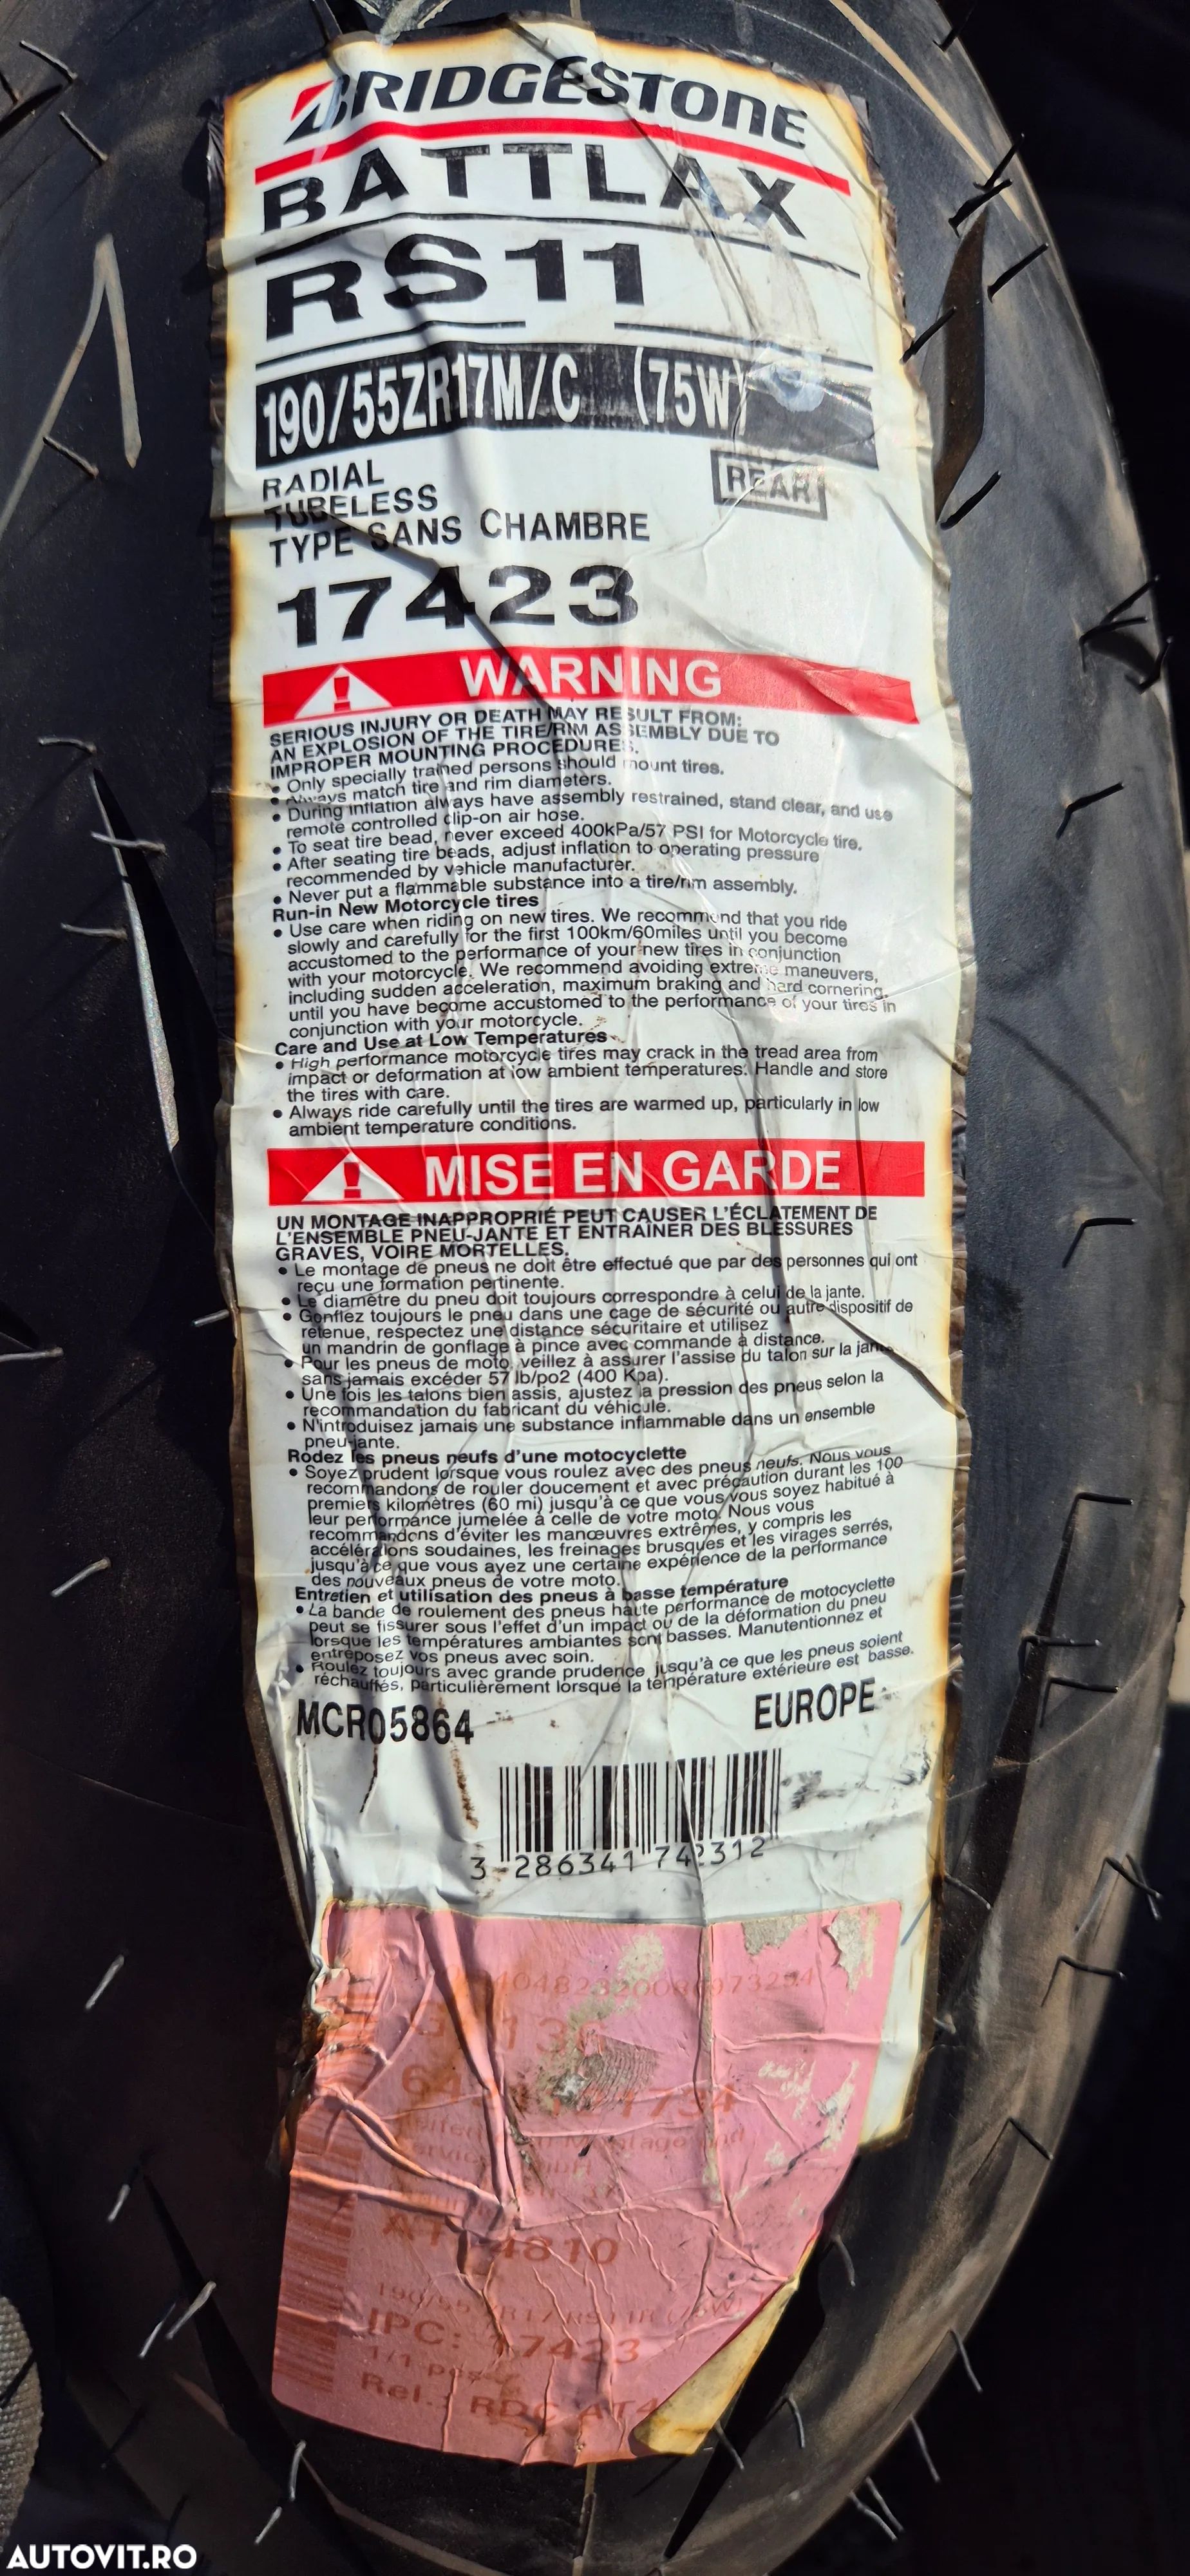 BRIDGESTONE
BATTLAX
RS11
190/55ZR17M/C (75W)
RADIAL
REAR
TUBELESS
TYPE SANS CHAMBRE
17423
WARNING
SERIOUS INJURY OR DEATH MAY RESULT FROM:
AN EXPLOSION OF THE TIRE/RIM ASSEMBLY DUE TO
IMPROPER MOUNTING PROCEDURES.
• Only specially trained persons should mount tires.
• Always match tire and rim diameters.
• During inflation always have assembly restrained, stand clear, and use
remote controlled clip-on air hose.
• To seat tire bead, never exceed 400kPa/57 PSI for Motorcycle tire.
• After seating tire beads, adjust inflation to operating pressure
recommended by vehicle manufacturer.
• Never put a flammable substance into a tire/rim assembly.
Run-in New Motorcycle tires
• Use care when riding on new tires. We recommend that you ride
slowly and carefully for the first 100km/60miles until you become
accustomed to the performance of your new tires in conjunction
with your motorcycle. We recommend avoiding extreme maneuvers,
including sudden acceleration, maximum braking and hard cornering,
until you have become accustomed to the performance of your tires in
conjunction with your motorcycle.
Care and Use at Low Temperatures
• High performance motorcycle tires may crack in the tread area from
impact or deformation at low ambient temperatures. Handle and store
the tires with care.
• Always ride carefully until the tires are warmed up, particularly in low
ambient temperature conditions.
MISE EN GARDE
UN MONTAGE INAPPROPRIÉ PEUT CAUSER L'ÉCLATEMENT DE
L'ENSEMBLE PNEU-JANTE ET ENTRAÎNER DES BLESSURES
GRAVES, VOIRE MORTELLES.
• Le montage de pneus ne doit être effectué que par des personnes qui ont
reçu une formation pertinente.
• Le diamètre du pneu doit toujours correspondre à celui de la jante.
• Gonflez toujours le pneu dans une cage de sécurité ou autre dispositif de
retenue, respectez une distance sécuritaire et utilisez
un mandrin de gonflage à pince avec commande à distance.
• Pour les pneus de moto, veillez à assurer l'assise du talon sur la jante
sans jamais excéder 57 lb/po2 (400 Kpa).
• Une fois les talons bien assis, ajustez la pression des pneus selon la
recommandation du fabricant du véhicule.
• N'introduisez jamais une substance inflammable dans un ensemble
pneu-jante.
Rodez les pneus neufs d'une motocyclette
• Soyez prudent lorsque vous roulez avec des pneus neufs. Nous vous
recommandons de rouler doucement et avec précaution durant les 100
premiers kilomètres (60 mi) jusqu'à ce que vous vous soyez habitué à
leur performance jumelée à celle de votre moto. Nous vous
recommandons d'éviter les manœuvres extrêmes, y compris les
accélérations soudaines, les freinages brusques et les virages serrés,
jusqu'à ce que vous ayez une certaine expérience de la performance
des nouveaux pneus de votre moto.
Entretien et utilisation des pneus à basse température
• La bande de roulement des pneus haute performance de motocyclette
peut se fissurer sous l'effet d'un impact ou de la déformation du pneu
lorsque les températures ambiantes sont basses. Manutentionnez et
entreposez vos pneus avec soin.
• Roulez toujours avec grande prudence jusqu'à ce que les pneus soient
réchauffés, particulièrement lorsque la température extérieure est basse.
MCR05864
EUROPE
3 286341 742312
4810
IPC: 17423
1/1
Rel.: RDC AT4
AUTOVIT.RO